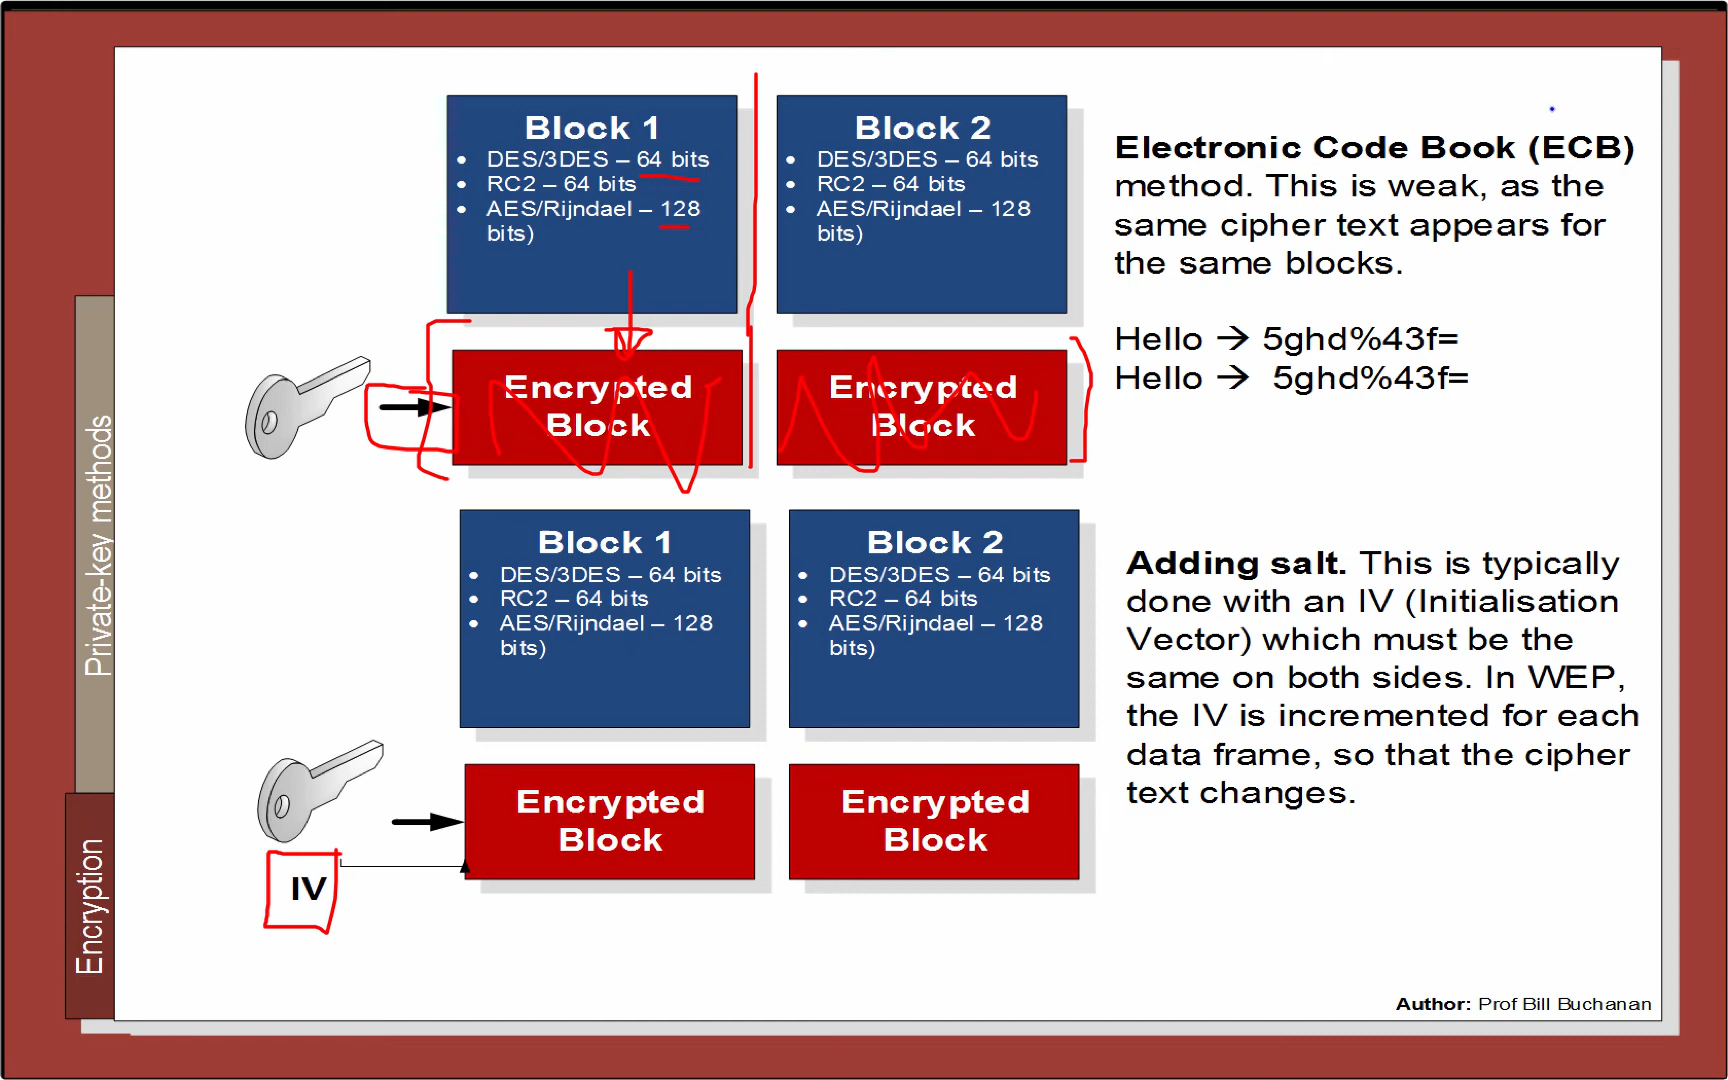 Block 1
• DES/3DES – 64 bits
• RC2 – 64 bits
• AES/Rijndael – 128
bits)
Block 2
• DES/3DES – 64 bits
• RC2 – 64 bits
• AES/Rijndael – 128
bits)
Electronic Code Book (ECB)
method. This is weak, as the
same cipher text appears for
the same blocks.
Hello → 5ghd%43f=
Hello → 5ghd%43f=
Encrypted
Block
Encrypted
Block
Block 1
• DES/3DES – 64 bits
• RC2 – 64 bits
• AES/Rijndael – 128
bits)
Block 2
• DES/3DES – 64 bits
• RC2 – 64 bits
• AES/Rijndael – 128
bits)
Adding salt. This is typically
done with an IV (Initialisation
Vector) which must be the
same on both sides. In WEP,
the IV is incremented for each
data frame, so that the cipher
text changes.
Encrypted
Block
Encrypted
Block
IV
Private-key methods
Encryption
Author: Prof Bill Buchanan